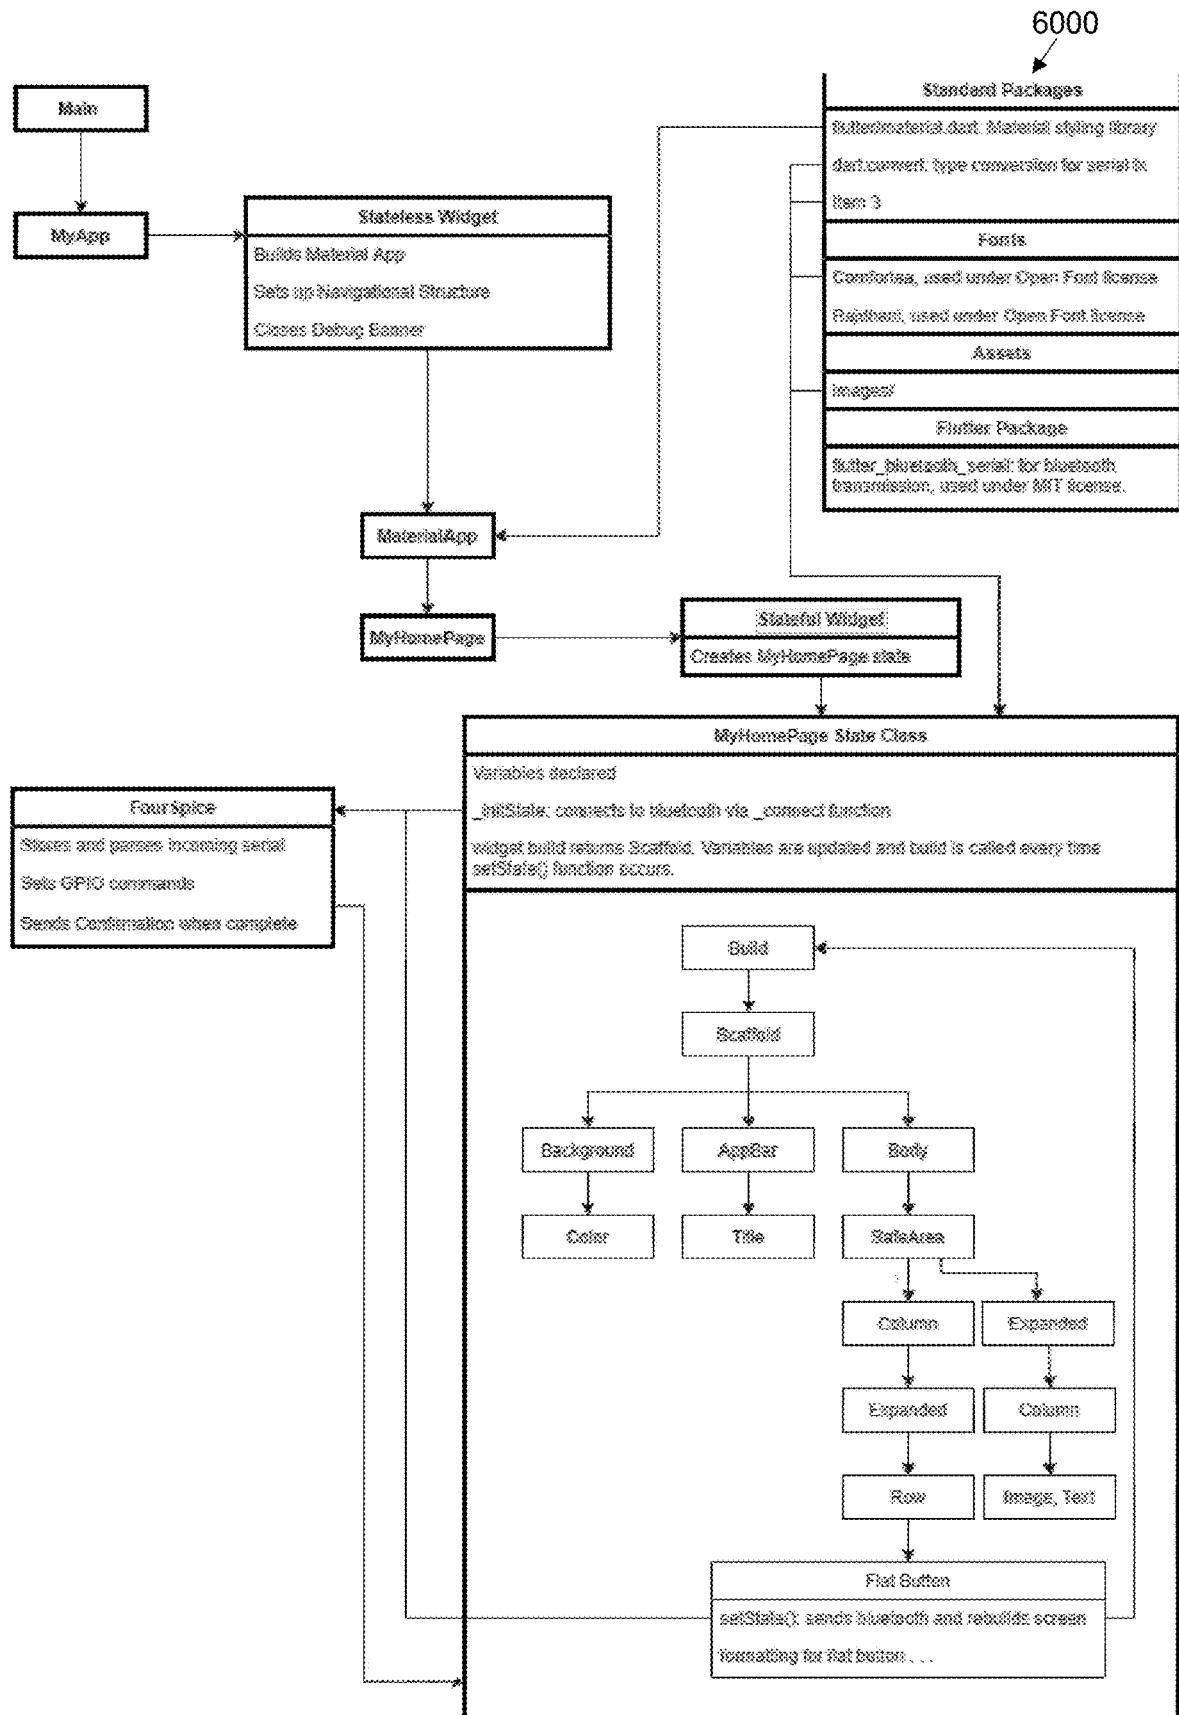 6000
Main
Standard Packages
flutter/material.dart: Material styling library
dart:convert: type conversion for serial tx
Item 3
MyApp
Stateless Widget
Builds Material App
Sets up Navigational Structure
Closes Debug Banner
Fonts
Comfortaa, used under Open Font license
Rajdhani, used under Open Font license
Assets
images/
Flutter Package
flutter_bluetooth_serial: for bluetooth
transmission, used under MIT license.
MaterialApp
MyHomePage
Stateful Widget
Creates MyHomePage state
MyHomePage State Class
Variables declared
_initState: connects to bluetooth via _connect function
widget build returns Scaffold. Variables are updated and build is called every time
setState() function occurs.
FourSpice
Stores and parses incoming serial
Sets GPIO commands
Sends Confirmation when complete
Build
Scaffold
Background
AppBar
Body
Color
Title
SafeArea
Column
Expanded
Expanded
Column
Row
Image, Text
Flat Button
setState(): sends bluetooth and rebuilds screen
formatting for flat button . . .